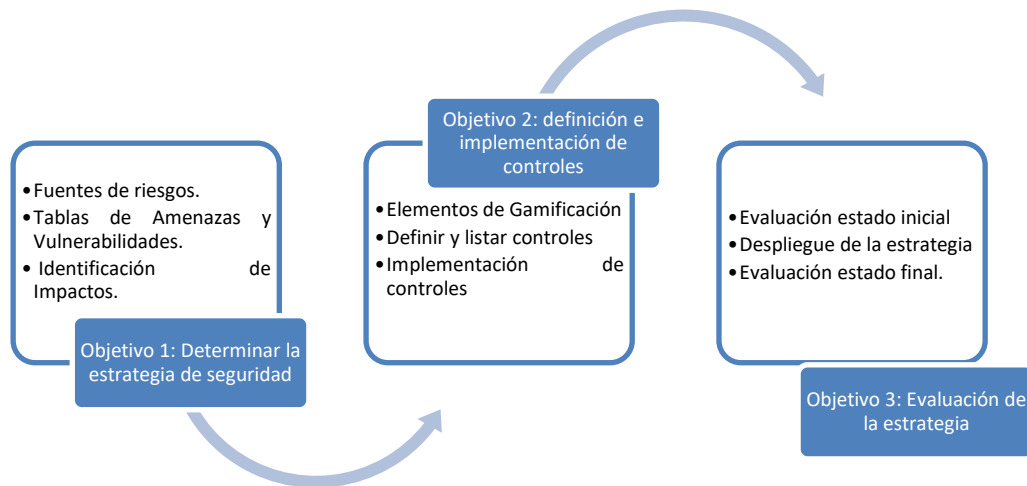 •Fuentes de riesgos.
•Tablas de Amenazas y
Vulnerabilidades.
• Identificación de
Impactos.
Objetivo 1: Determinar la
estrategia de seguridad
Objetivo 2: definición e
implementación de
controles
•Elementos de Gamificación
•Definir y listar controles
•Implementación de
controles
•Evaluación estado inicial
•Despliegue de la estrategia
•Evaluación estado final.
Objetivo 3: Evaluación de
la estrategia